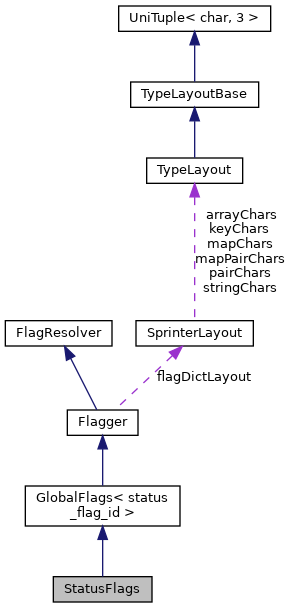 UniTuple< char, 3 >
TypeLayoutBase
TypeLayout
arrayChars
keyChars
mapChars
mapPairChars
pairChars
stringChars
FlagResolver
SprinterLayout
flagDictLayout
Flagger
GlobalFlags< status
_flag_id >
StatusFlags